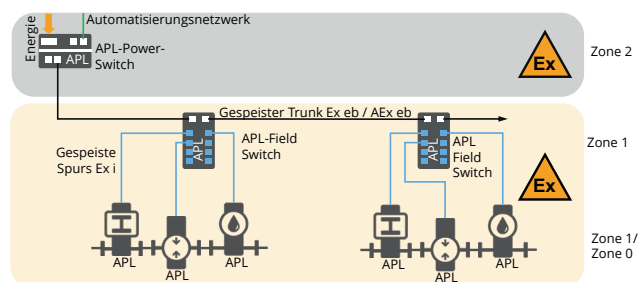 Energie
Automatisierungsnetzwerk
APL
APL-Power-
Switch
Ex
Zone 2
Gespeister Trunk Ex eb / AEx eb
Zone 1
APL
APL-Field
Switch
APL
APL
Field
Switch
Gespeiste
Spurs Ex i
Ex
Zone 1/
Zone 0
APL
APL
APL
APL
APL
APL